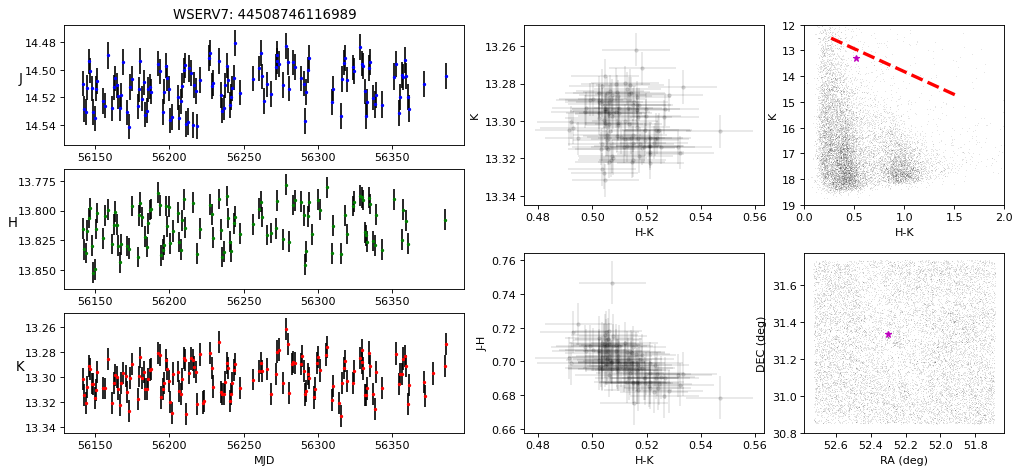 WSERV7: 44508746116989
J
14.48
14.50
14.52
14.54
56150 56200 56250 56300 56350
H
13.775
13.800
13.825
13.850
56150 56200 56250 56300 56350
K
13.26
13.28
13.30
13.32
13.34
56150 56200 56250 56300 56350
MJD
K
13.26
13.28
13.30
13.32
13.34
0.48 0.50 0.52 0.54 0.56
H-K
J-H
0.76
0.74
0.72
0.70
0.68
0.66
0.48 0.50 0.52 0.54 0.56
H-K
K
12
13
14
15
16
17
18
19
0.0 0.5 1.0 1.5 2.0
H-K
DEC (deg)
31.6
31.4
31.2
31.0
30.8
52.6 52.4 52.2 52.0 51.8
RA (deg)